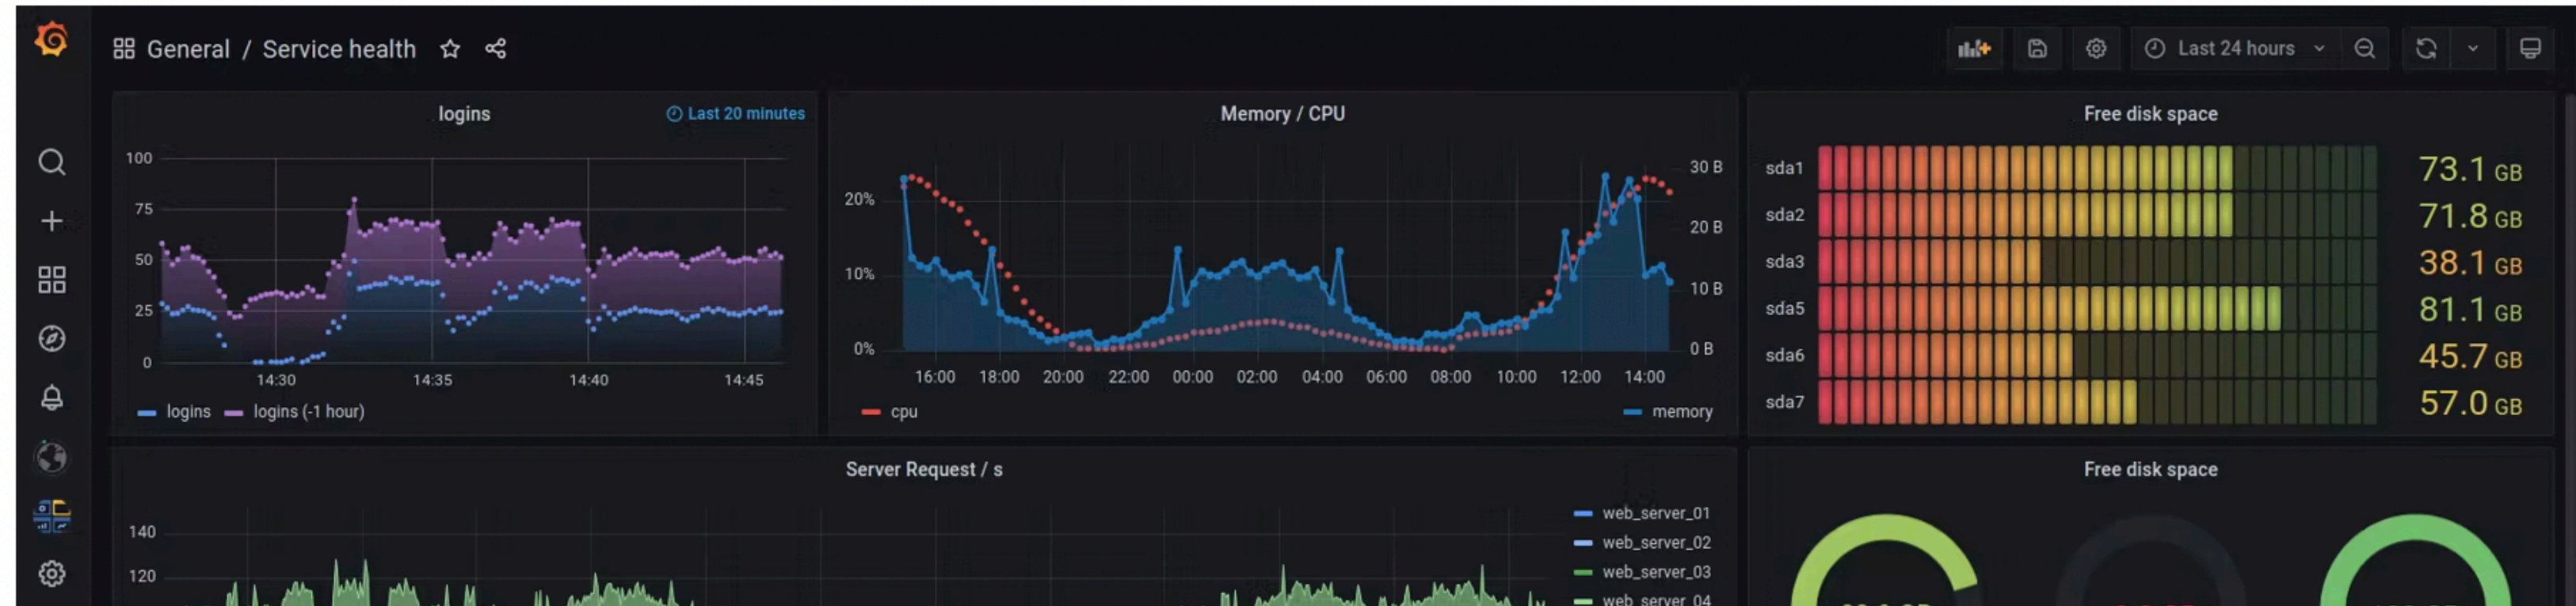 General / Service health
Last 24 hours
logins
Last 20 minutes
100
75
50
25
0
14:30 14:35 14:40 14:45
logins logins (-1 hour)
Memory / CPU
20%
10%
0%
30 B
20 B
10 B
0 B
16:00 18:00 20:00 22:00 00:00 02:00 04:00 06:00 08:00 10:00 12:00 14:00
cpu
memory
Free disk space
sda1 73.1 GB
sda2 71.8 GB
sda3 38.1 GB
sda5 81.1 GB
sda6 45.7 GB
sda7 57.0 GB
Server Request / s
140
120
web_server_01
web_server_02
web_server_03
web_server_04
Free disk space